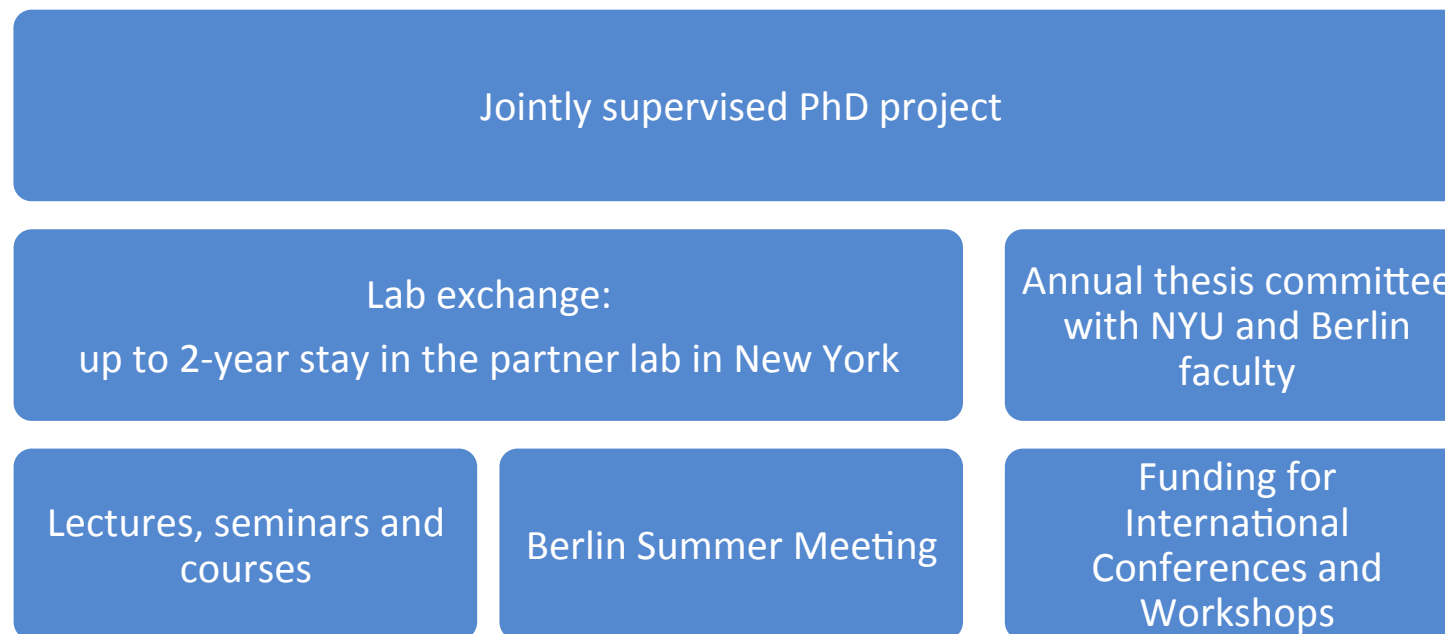 Jointly supervised PhD project
Lab exchange:
up to 2-year stay in the partner lab in New York
Annual thesis committee
with NYU and Berlin
faculty
Lectures, seminars and
courses
Berlin Summer Meeting
Funding for
International
Conferences and
Workshops